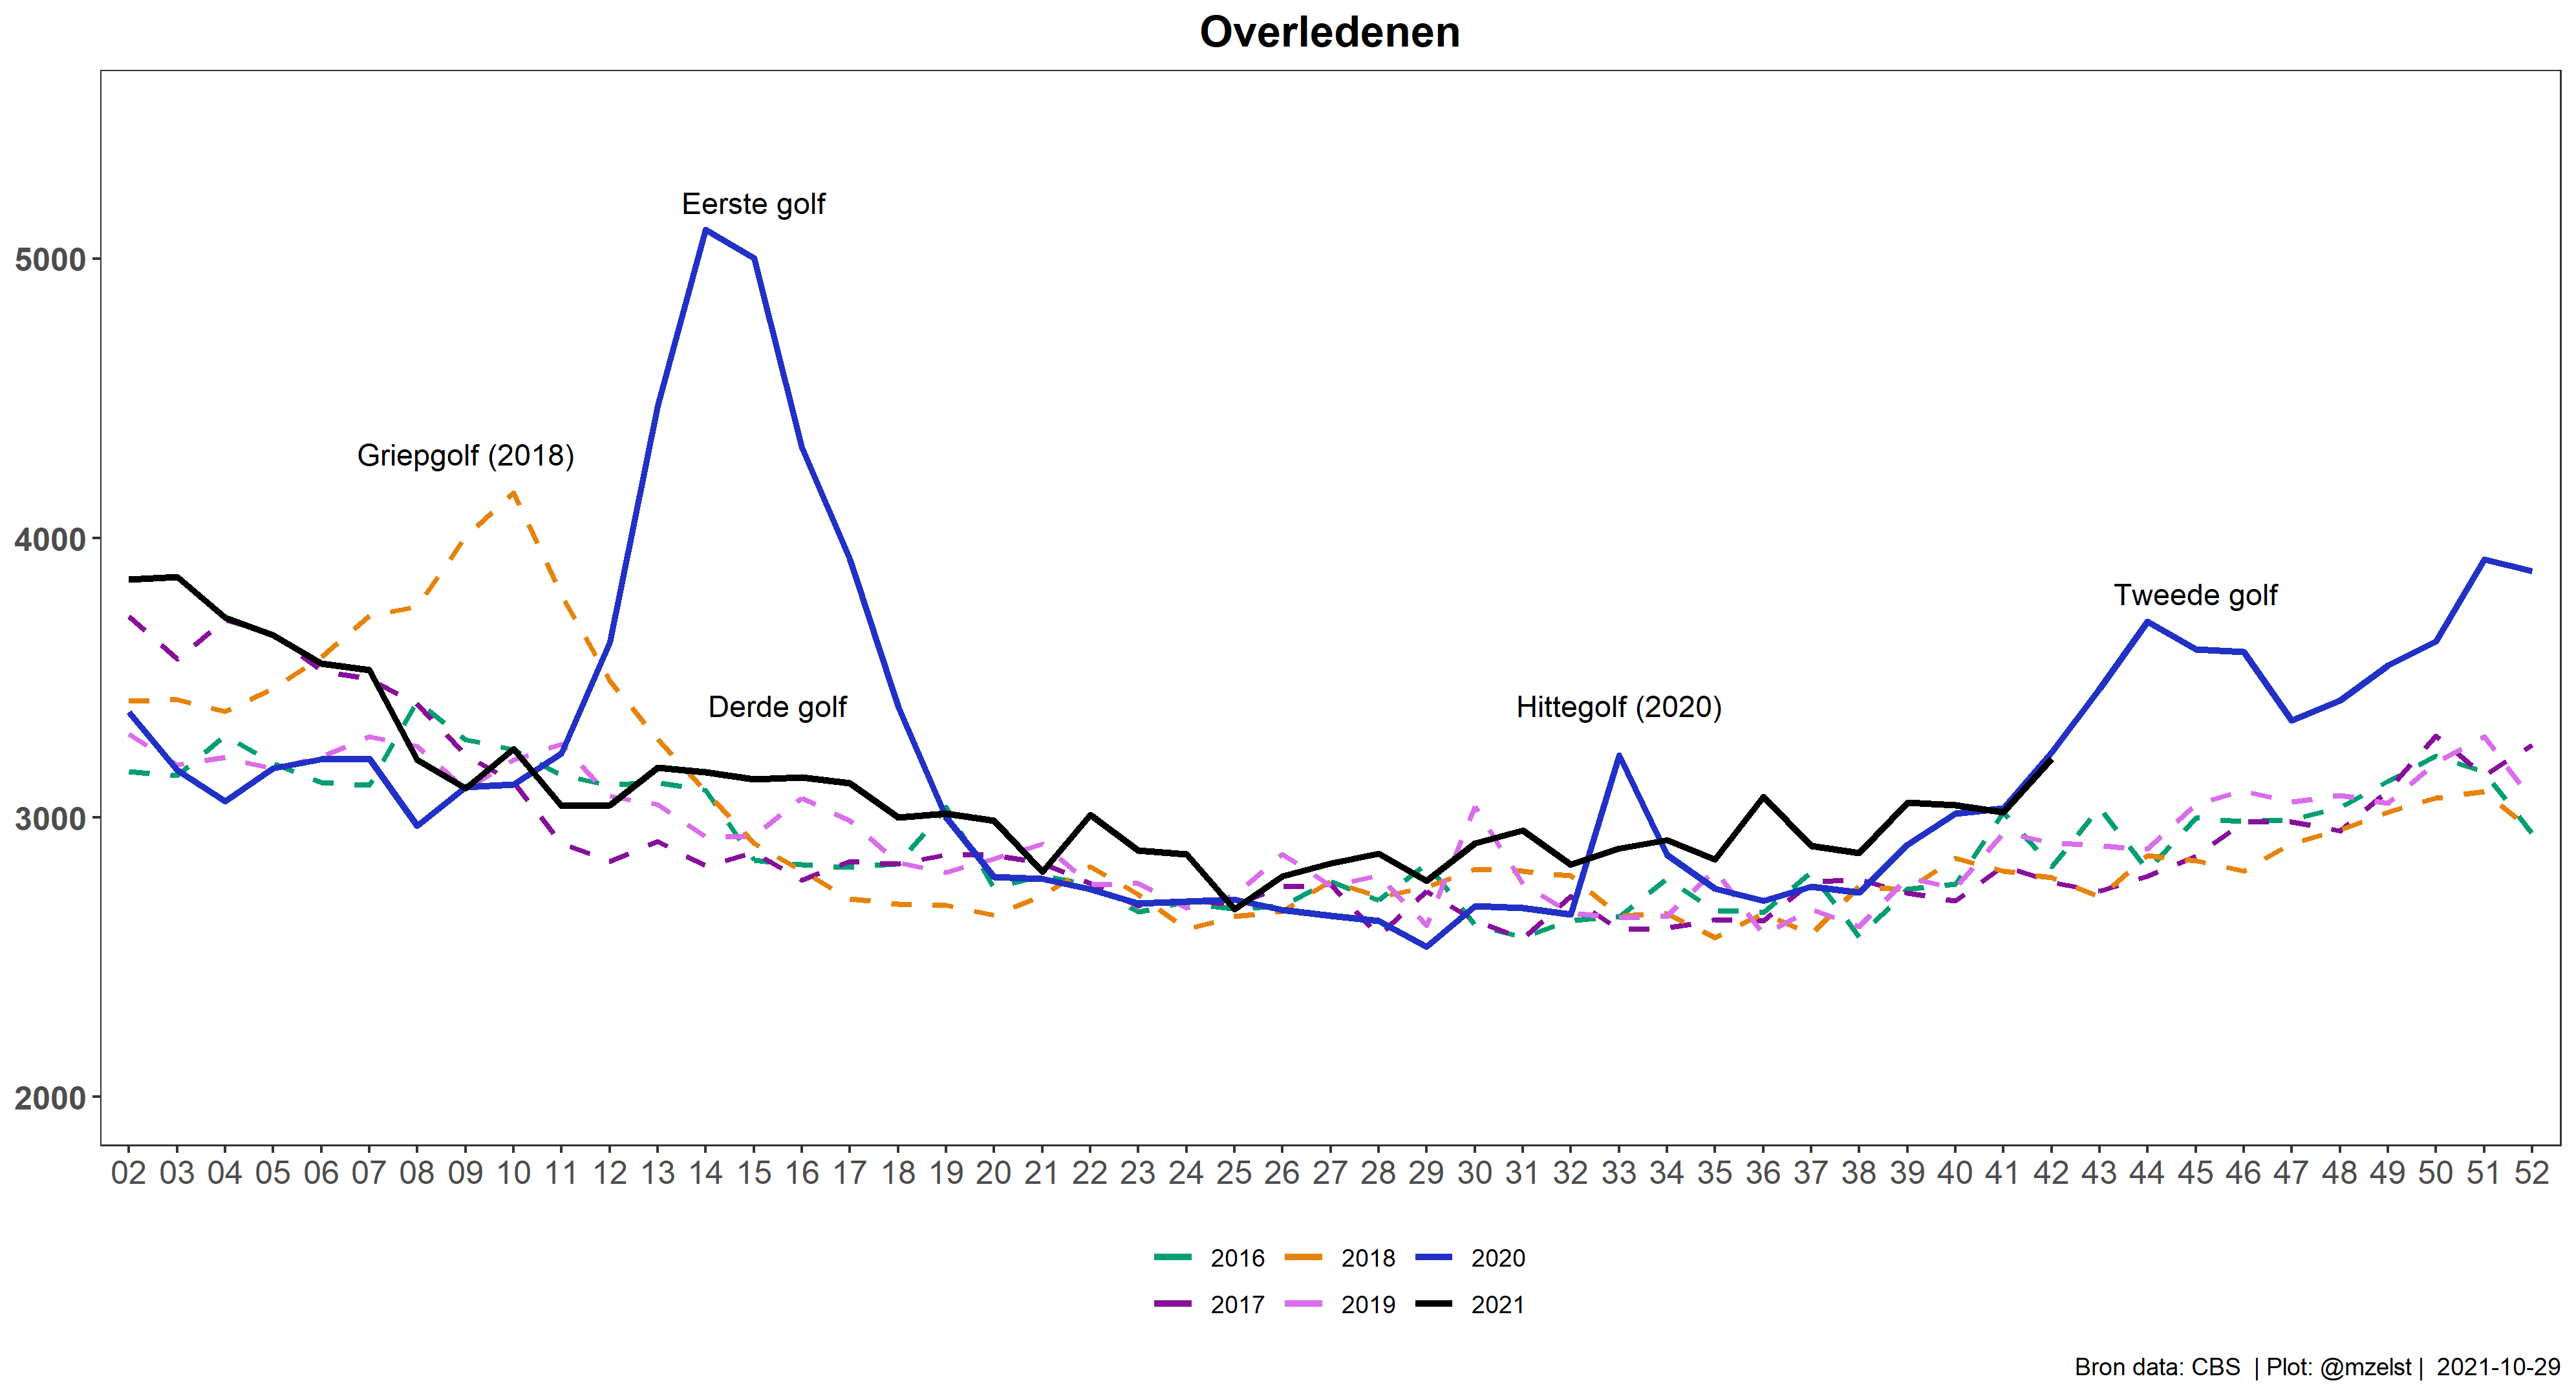 Overledenen
Eerste golf
5000
Griepgolf (2018)
4000
Tweede golf
Derde golf
Hittegolf (2020)
3000
2000
02 03 04 05 06 07 08 09 10 11 12 13 14 15 16 17 18 19 20 21 22 23 24 25 26 27 28 29 30 31 32 33 34 35 36 37 38 39 40 41 42 43 44 45 46 47 48 49 50 51 52
2016 2018 2020
2017 2019 2021
Bron data: CBS | Plot: @mzelst | 2021-10-29